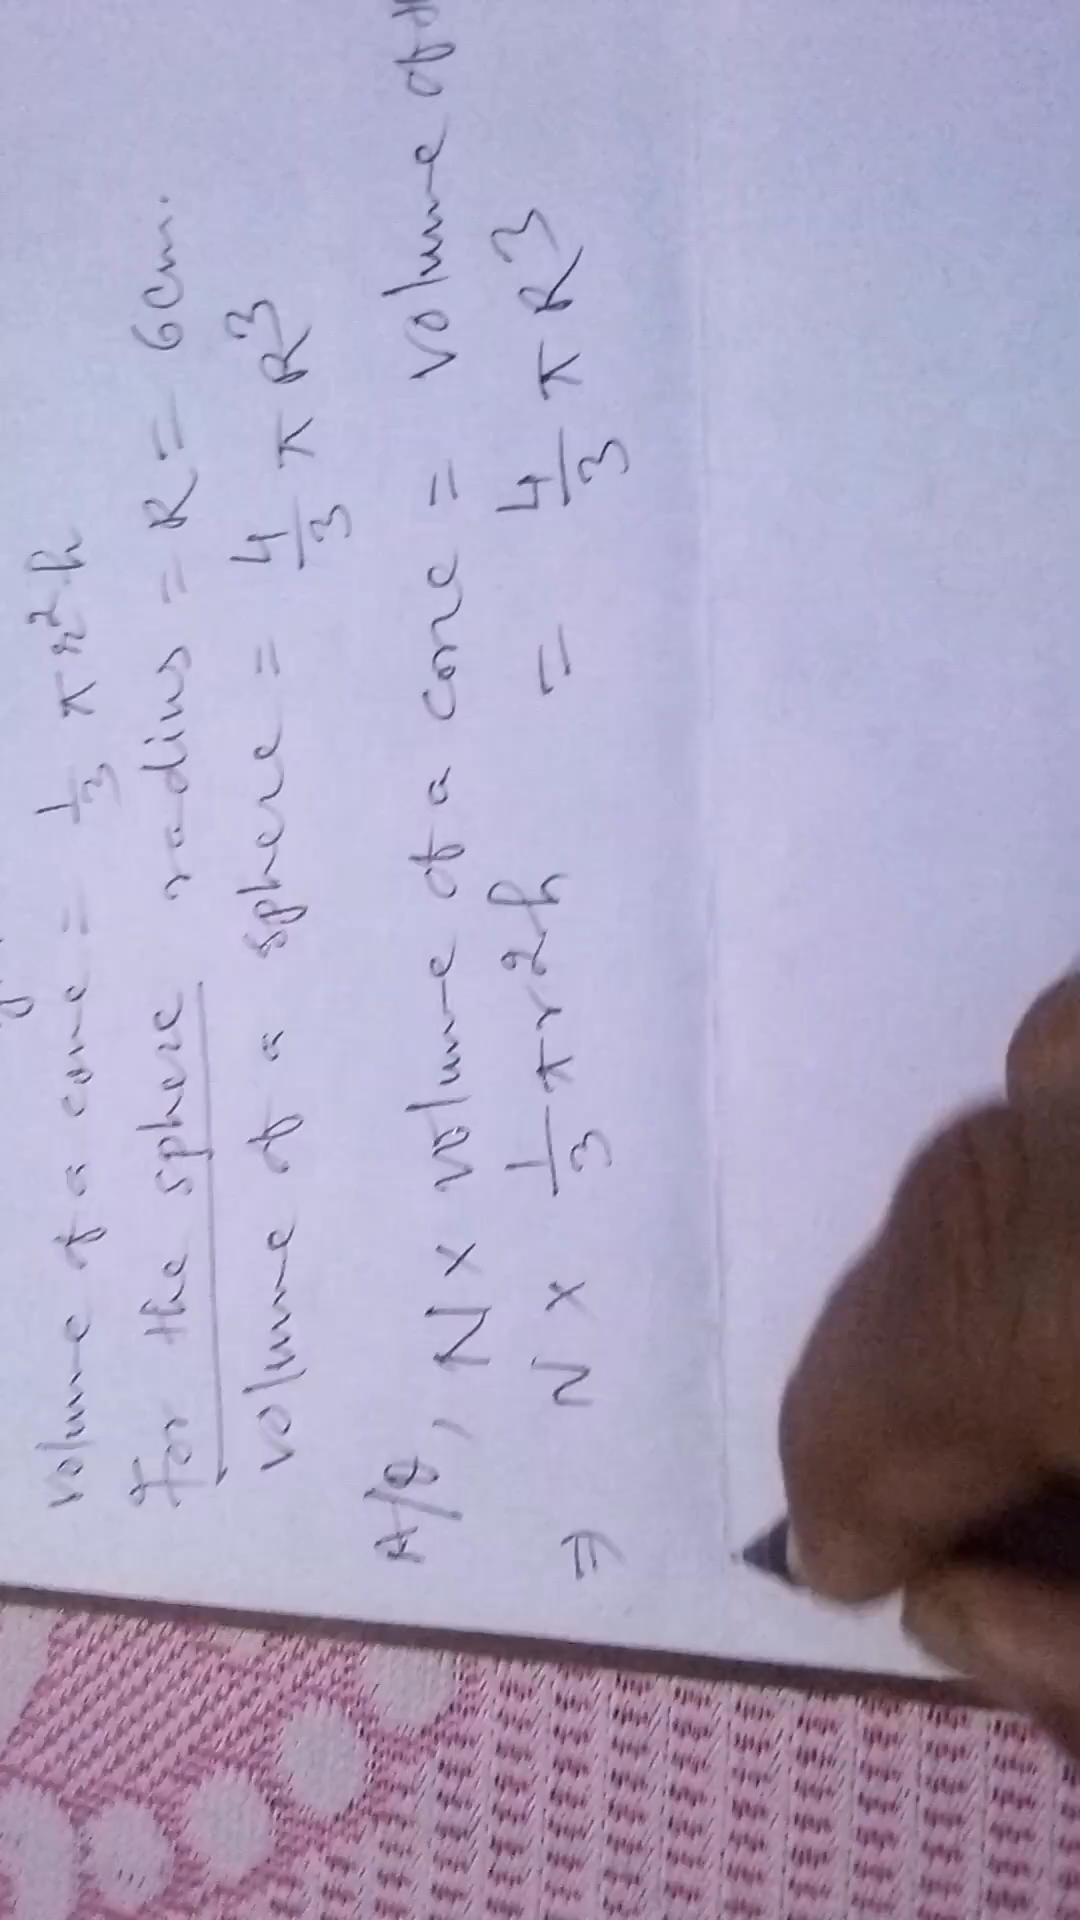 volume of a cone = 1/3 πr²h
For the sphere radius = R = 6cm.
volume of a sphere = 4/3 πR³
A/Q, N × volume of a cone = volume of
⇒ N × 1/3 πr²h = 4/3 πR³